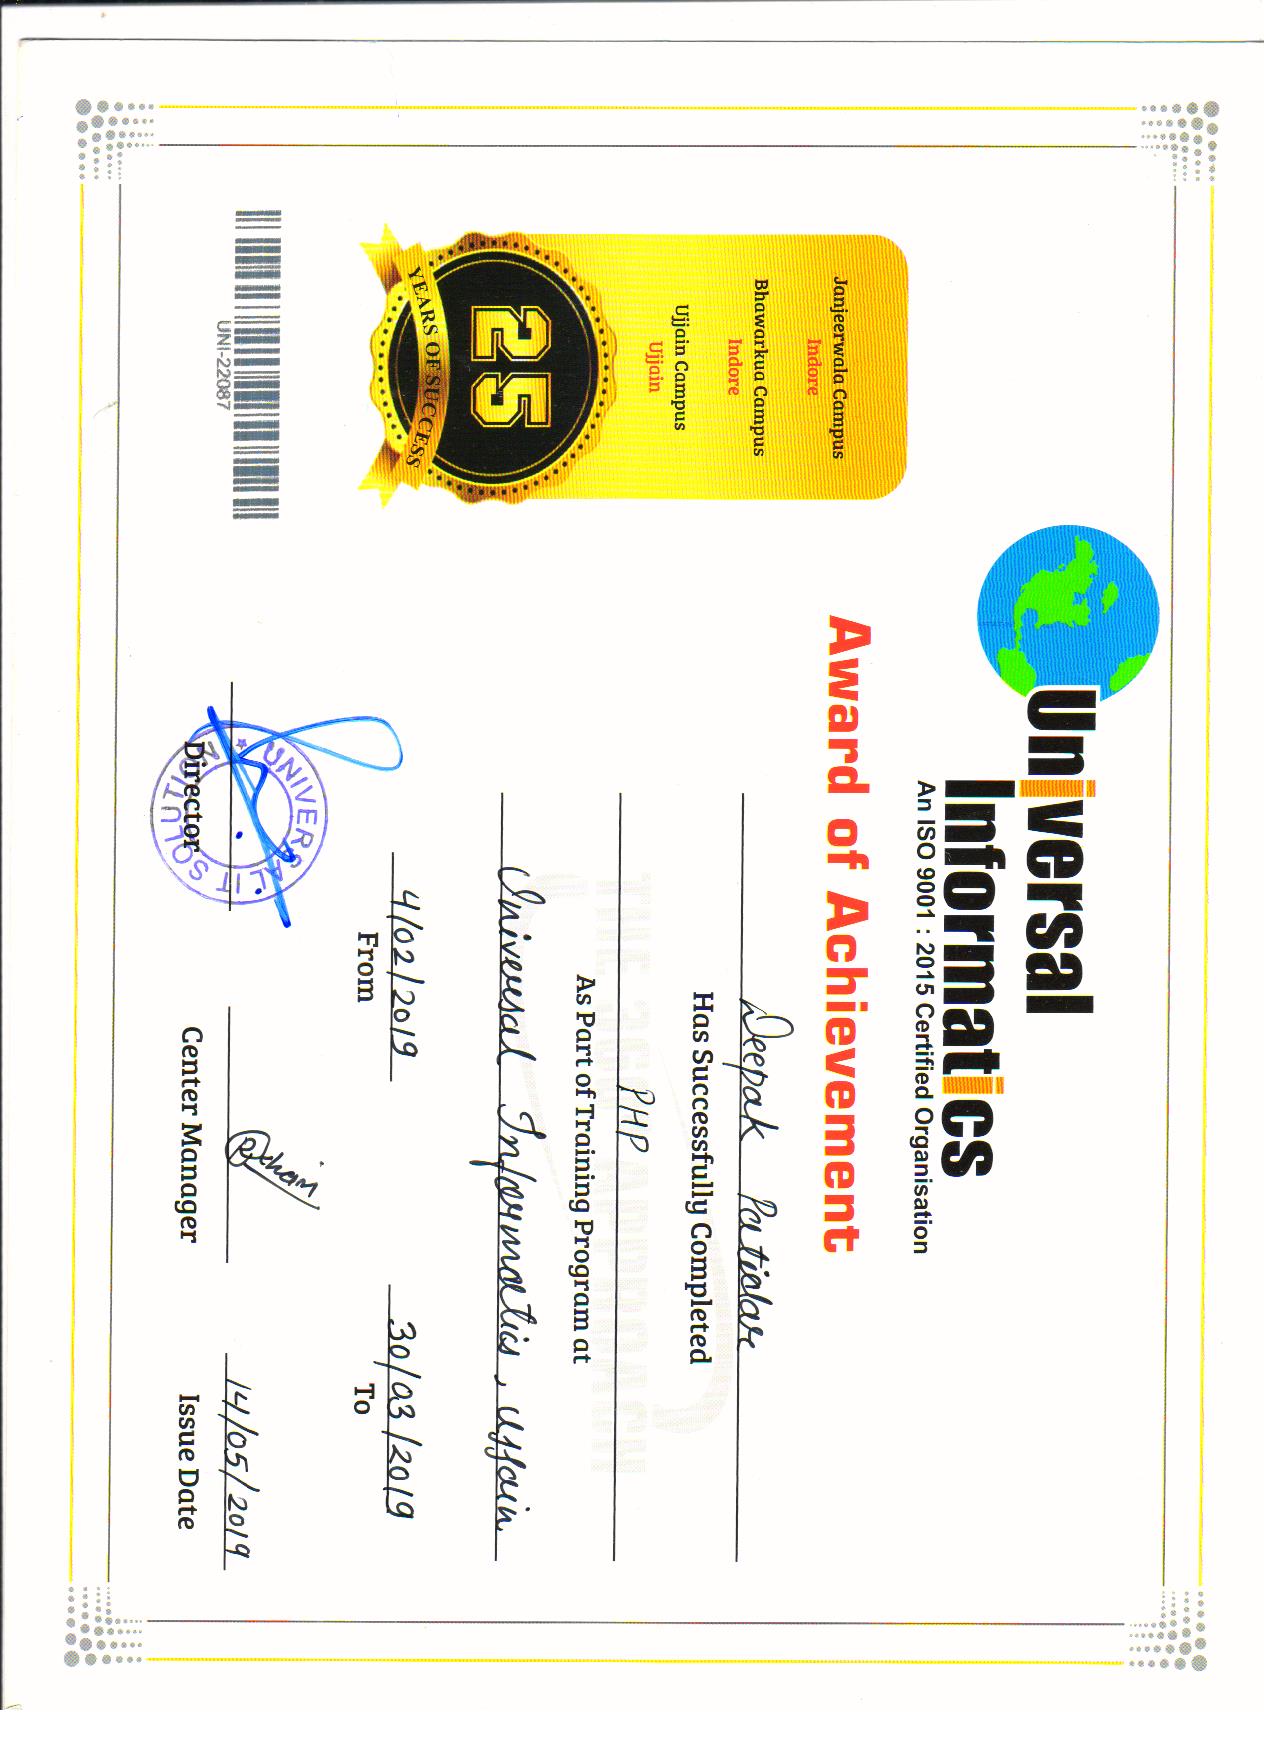 Universal
Informatics
An ISO 9001 : 2015 Certified Organisation
Award of Achievement
Janjeerwala Campus
Indore
Bhawarkua Campus
Indore
Ujjain Campus
Ujjain
25
YEARS OF SUCCESS
UNI-22087
Deepak Patidar
Has Successfully Completed
PHP
As Part of Training Program at
Universal Informatics, Ujjain
4/02/2019
From
30/03/2019
To
UNIVERSAL IT SOLUTION
Director
Center Manager
14/05/2019
Issue Date